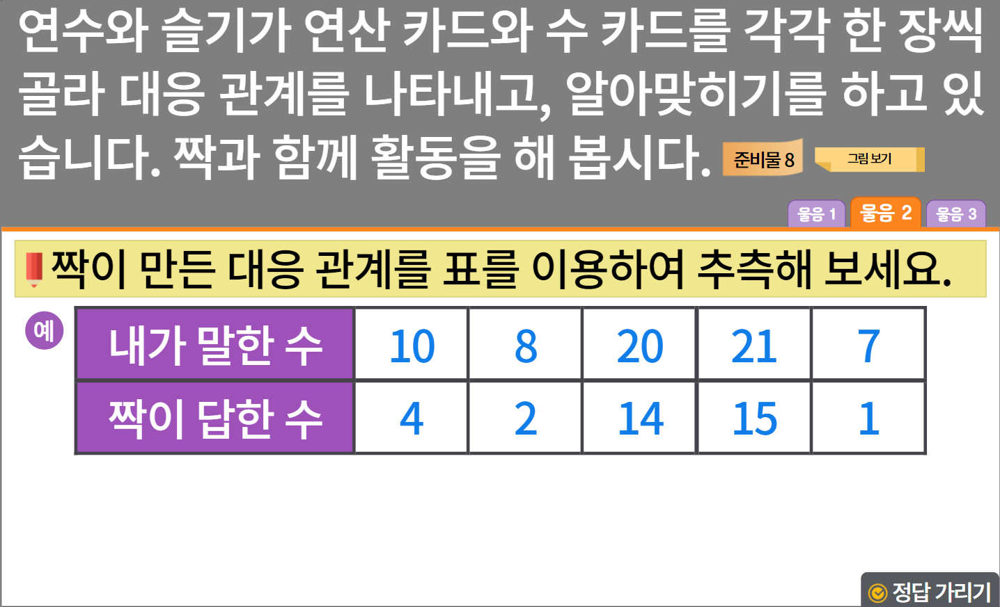 연수와 슬기가 연산 카드와 수 카드를 각각 한 장씩
골라 대응 관계를 나타내고, 알아맞히기를 하고 있
습니다. 짝과 함께 활동을 해 봅시다. 준비물 8 그림 보기
물음 1 물음 2 물음 3
짝이 만든 대응 관계를 표를 이용하여 추측해 보세요.
예
내가 말한 수 10 8 20 21 7
짝이 답한 수 4 2 14 15 1
정답 가리기